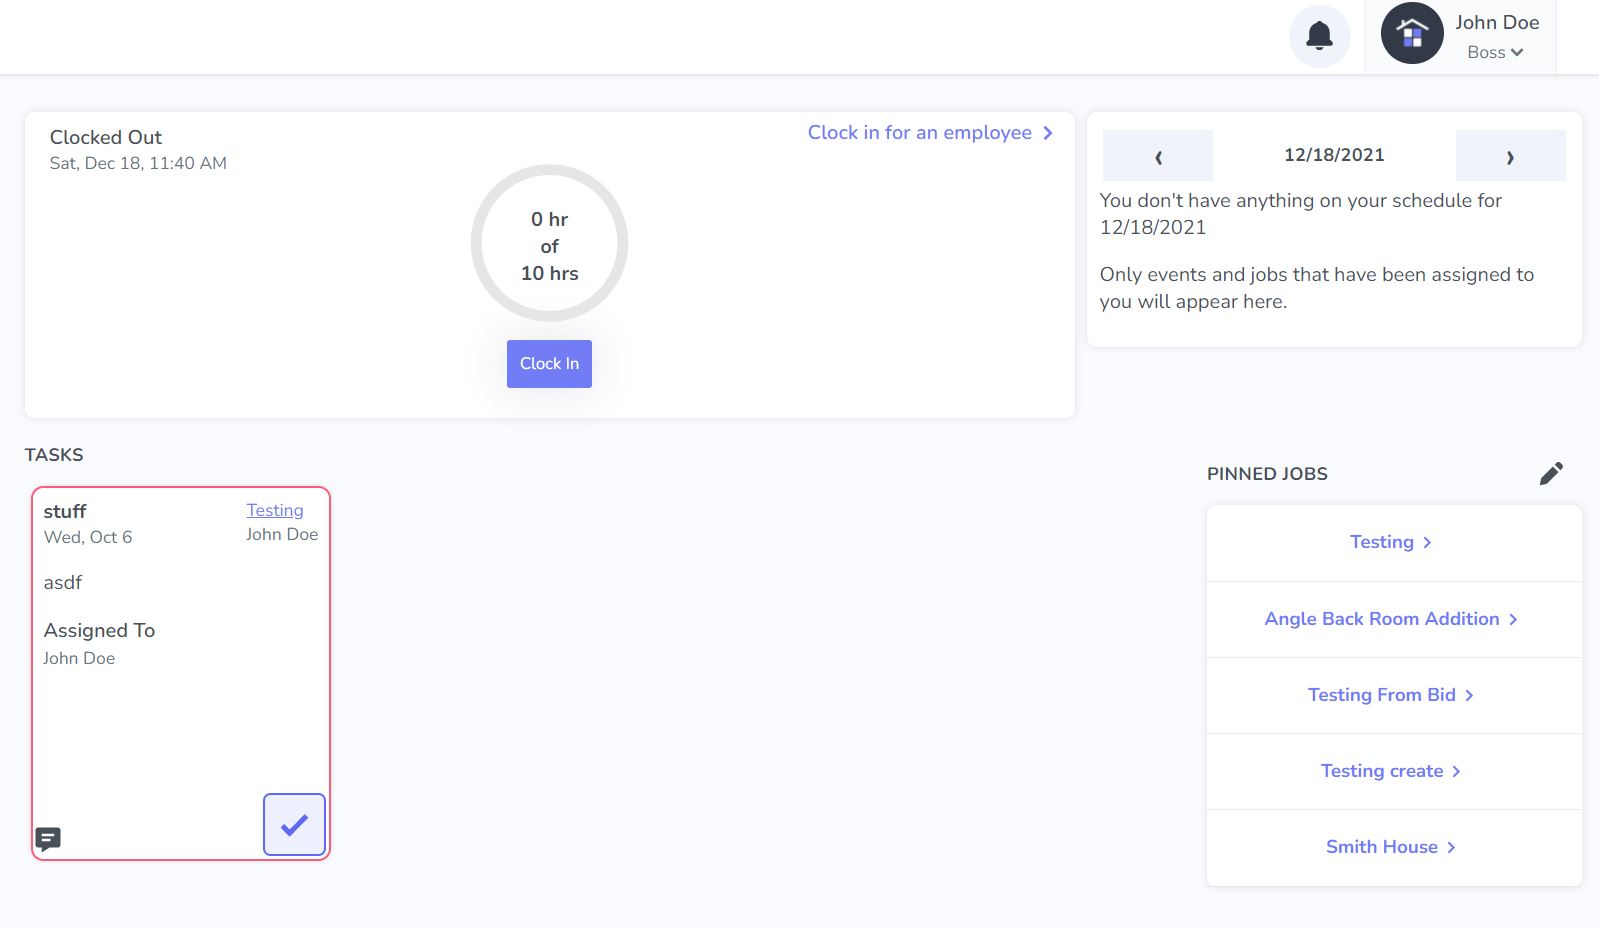 John Doe
Boss
Clocked Out
Sat, Dec 18, 11:40 AM
Clock in for an employee
0 hr
of
10 hrs
Clock In
‹ 12/18/2021 ›
You don't have anything on your schedule for
12/18/2021
Only events and jobs that have been assigned to
you will appear here.
TASKS
stuff
Wed, Oct 6
Testing
John Doe
asdf
Assigned To
John Doe
PINNED JOBS
Testing
Angle Back Room Addition
Testing From Bid
Testing create
Smith House